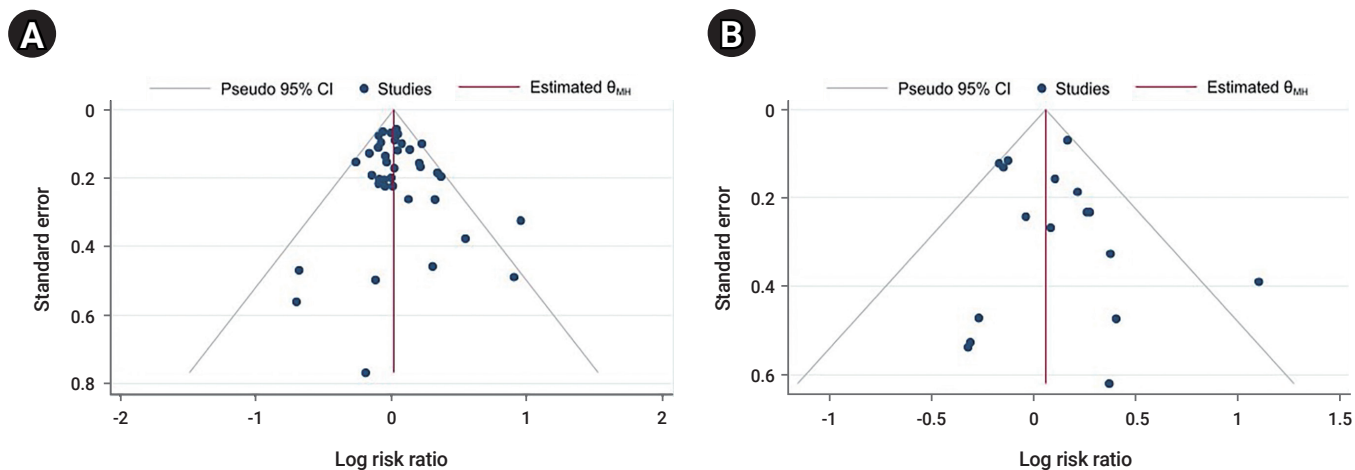 A
Pseudo 95% CI Studies Estimated θMH
0
0.2
0.4
0.6
0.8
Standard error
-2 -1 0 1 2
Log risk ratio
B
Pseudo 95% CI Studies Estimated θMH
0
0.2
0.4
0.6
Standard error
-1 -0.5 0 0.5 1 1.5
Log risk ratio